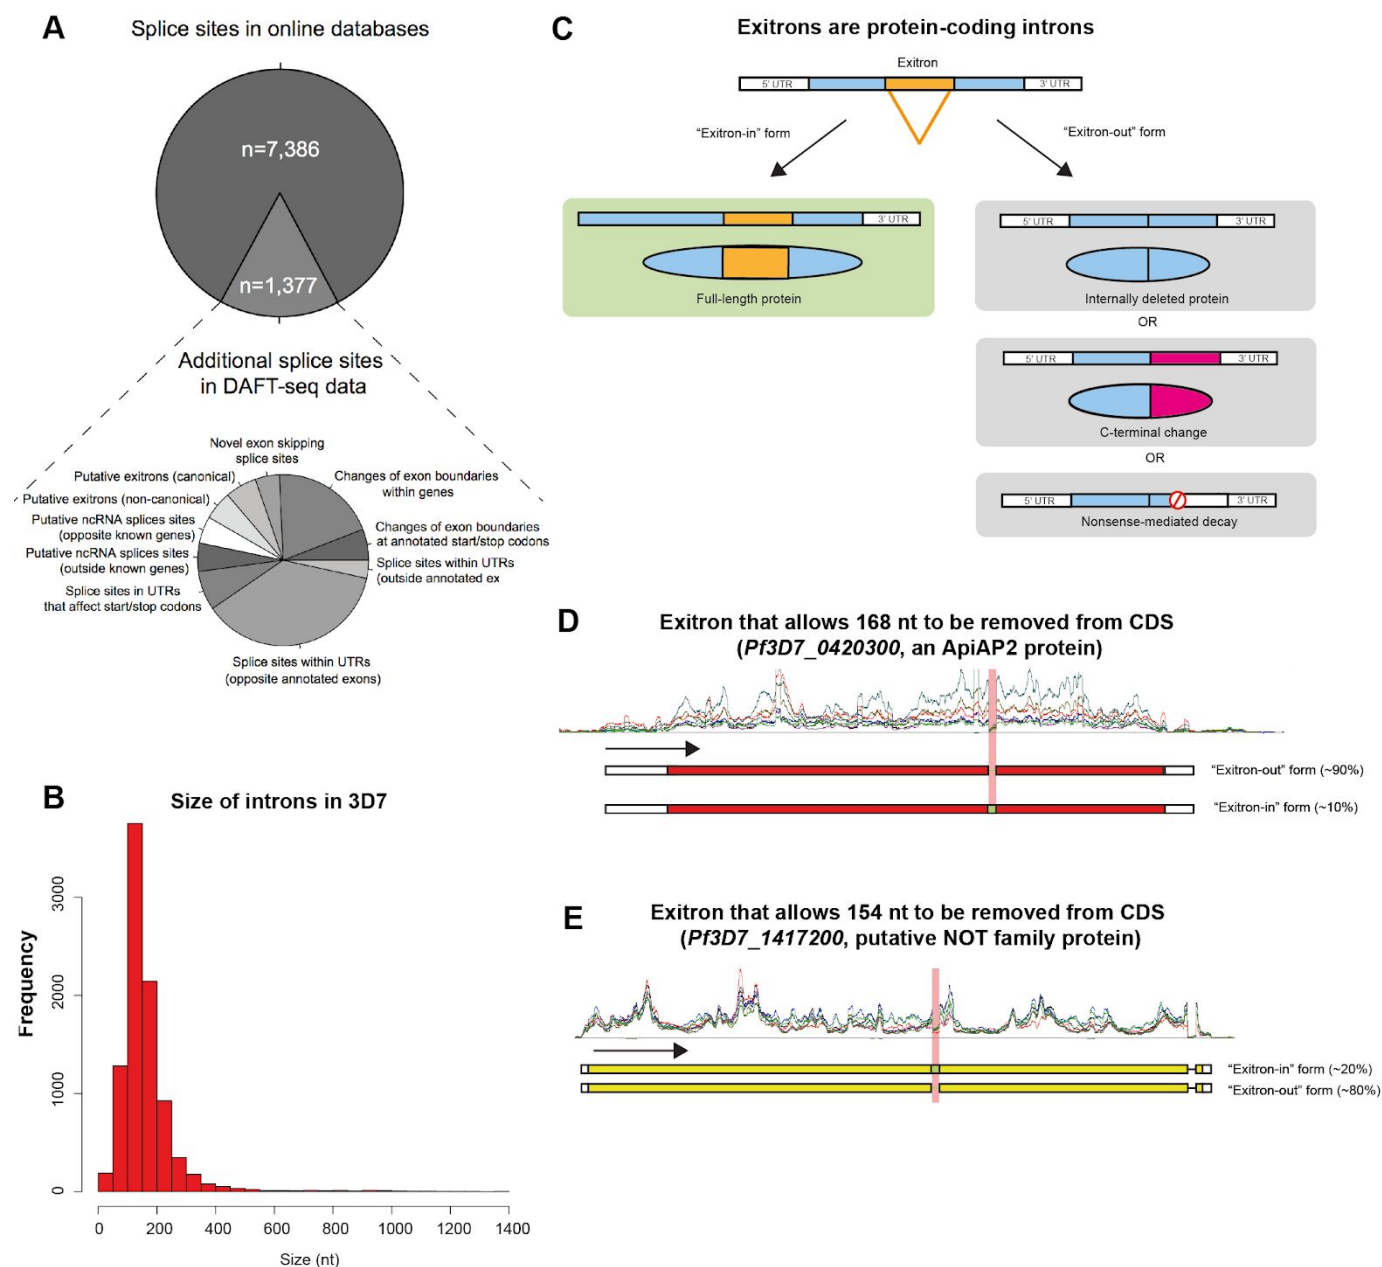 A
Splice sites in online databases
n=7,386
n=1,377
Additional splice sites
in DAFT-seq data
Novel exon skipping
splice sites
Putative exitrons (canonical)
Changes of exon boundaries
within genes
Putative exitrons (non-canonical)
Putative ncRNA splices sites
(opposite known genes)
Changes of exon boundaries
at annotated start/stop codons
Putative ncRNA splices sites
(outside known genes)
Splice sites within UTRs
(outside annotated ex
Splice sites in UTRs
that affect start/stop codons
Splice sites within UTRs
(opposite annotated exons)
B
Size of introns in 3D7
Frequency
3000
2000
1000
0
0 200 400 600 800 1000 1200 1400
Size (nt)
C
Exitrons are protein-coding introns
Exitron
5' UTR 3' UTR
"Exitron-in" form
"Exitron-out" form
3' UTR
Full-length protein
5' UTR 3' UTR
Internally deleted protein
OR
5' UTR 3' UTR
C-terminal change
OR
5' UTR 3' UTR
Nonsense-mediated decay
D
Exitron that allows 168 nt to be removed from CDS
(Pf3D7_0420300, an ApiAP2 protein)
"Exitron-out" form (~90%)
"Exitron-in" form (~10%)
E
Exitron that allows 154 nt to be removed from CDS
(Pf3D7_1417200, putative NOT family protein)
"Exitron-in" form (~20%)
"Exitron-out" form (~80%)